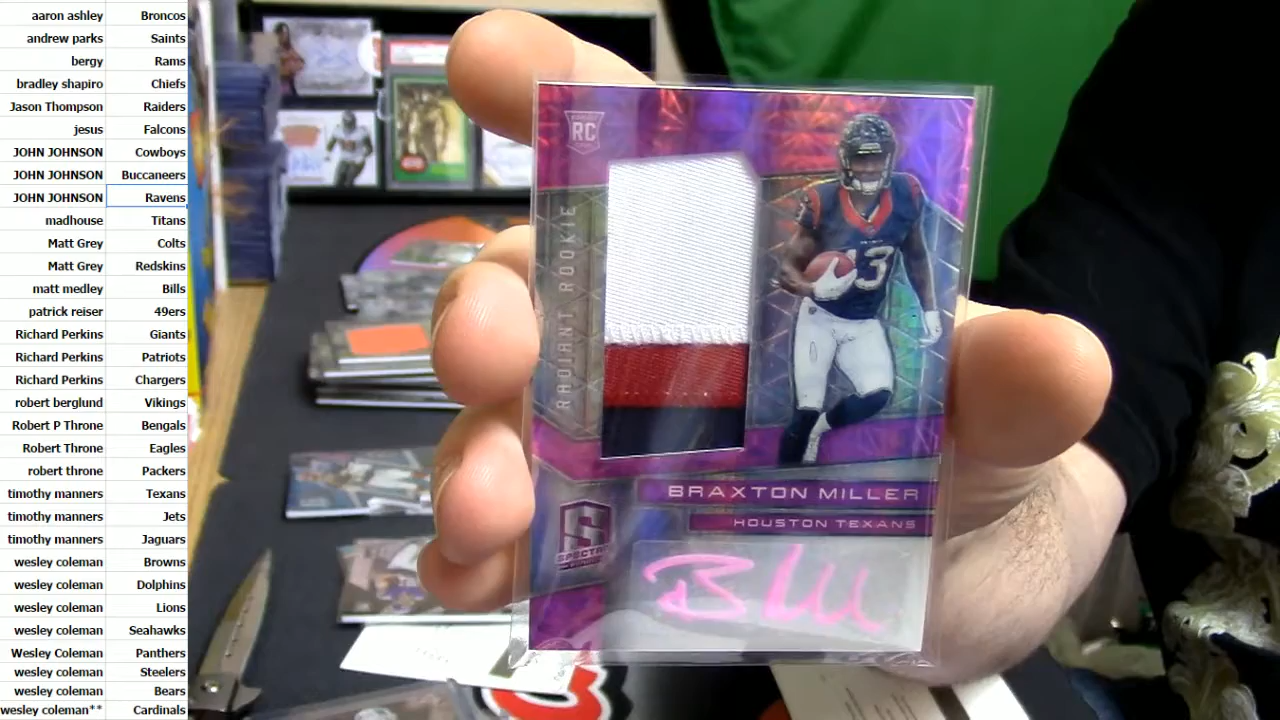 aaron ashley Broncos
andrew parks Saints
bergy Rams
bradley shapiro Chiefs
Jason Thompson Raiders
jesus Falcons
JOHN JOHNSON Cowboys
JOHN JOHNSON Buccaneers
JOHN JOHNSON Ravens
madhouse Titans
Matt Grey Colts
Matt Grey Redskins
matt medley Bills
patrick reiser 49ers
Richard Perkins Giants
Richard Perkins Patriots
Richard Perkins Chargers
robert berglund Vikings
Robert P Throne Bengals
Robert Throne Eagles
robert throne Packers
timothy manners Texans
timothy manners Jets
timothy manners Jaguars
wesley coleman Browns
wesley coleman Dolphins
wesley coleman Lions
wesley coleman Seahawks
Wesley Coleman Panthers
wesley coleman Steelers
wesley coleman Bears
wesley coleman** Cardinals
RC
RADIANT ROOKIE
13
BRAXTON MILLER
HOUSTON TEXANS
S
SPECTRA